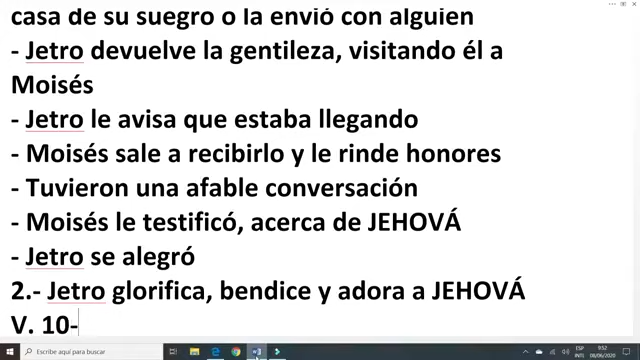 casa de su suegro o la envió con alguien
- Jetro devuelve la gentileza, visitando él a
Moisés
- Jetro le avisa que estaba llegando
- Moisés sale a recibirlo y le rinde honores
- Tuvieron una afable conversación
- Moisés le testificó, acerca de JEHOVÁ
- Jetro se alegró
2.- Jetro glorifica, bendice y adora a JEHOVÁ
V. 10-
Escribe aquí para buscar
ESP
INTL
9:52
08/06/2020